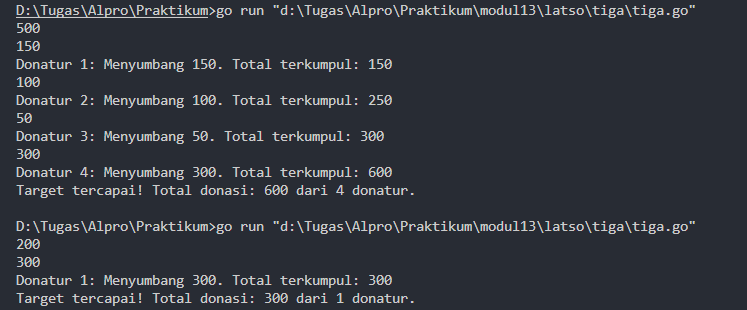 D:\Tugas\Alpro\Praktikum>go run "d:\Tugas\Alpro\Praktikum\modul13\latso\tiga\tiga.go"
500
150
Donatur 1: Menyumbang 150. Total terkumpul: 150
100
Donatur 2: Menyumbang 100. Total terkumpul: 250
50
Donatur 3: Menyumbang 50. Total terkumpul: 300
300
Donatur 4: Menyumbang 300. Total terkumpul: 600
Target tercapai! Total donasi: 600 dari 4 donatur.
D:\Tugas\Alpro\Praktikum>go run "d:\Tugas\Alpro\Praktikum\modul13\latso\tiga\tiga.go"
200
300
Donatur 1: Menyumbang 300. Total terkumpul: 300
Target tercapai! Total donasi: 300 dari 1 donatur.